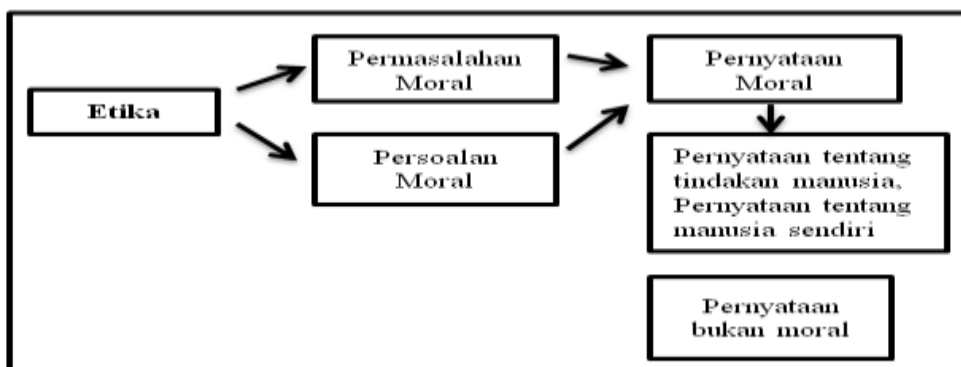 Etika
Permasalahan
Moral
Persoalan
Moral
Pernyataan
Moral
Pernyataan tentang
tindakan manusia,
Pernyataan tentang
manusia sendiri
Pernyataan
bukan moral